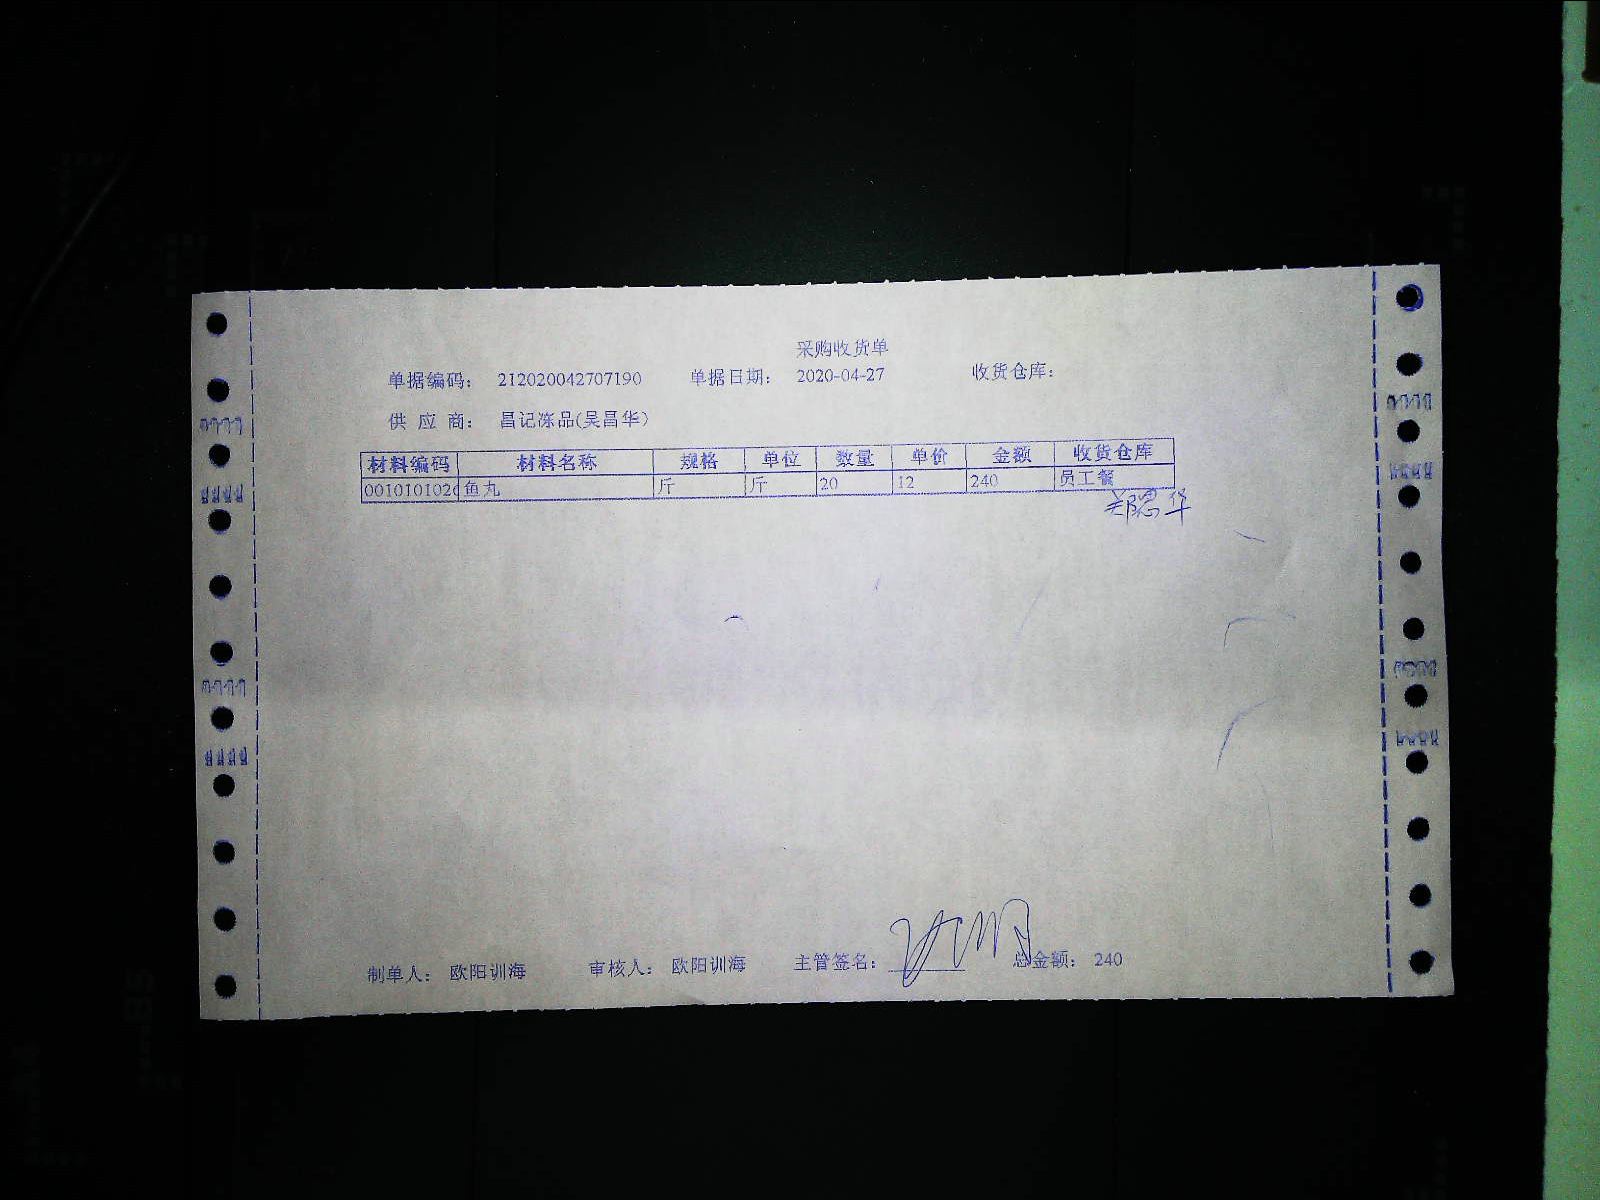 采购收货单
单据编码: 212020042707190 单据日期: 2020-04-27 收货仓库:
供 应 商: 昌记冻品(吴昌华)
材料编码 材料名称 规格 单位 数量 单价 金额 收货仓库
001010102 鱼丸 斤 斤 20 12 240 员工餐
郑恩华
制单人: 欧阳训海 审核人: 欧阳训海 主管签名: 总金额: 240